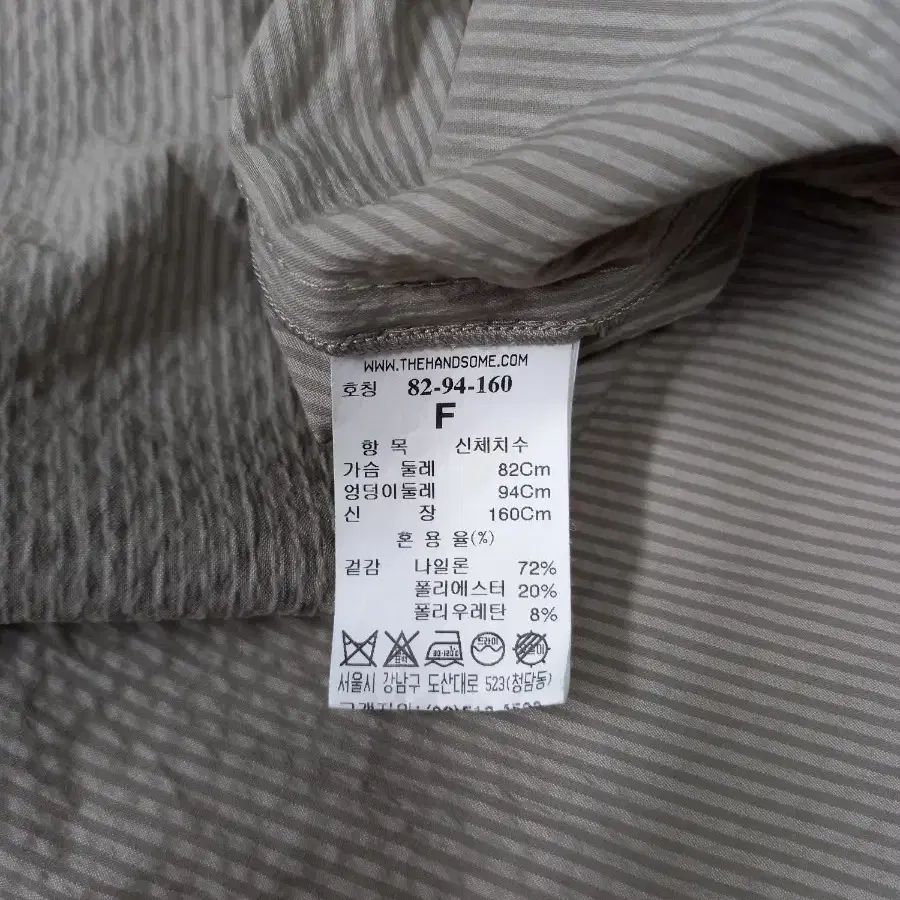 WWW.THEHANDSOME.COM
호칭 82-94-160
F
항 목 신체치수
가슴 둘레 82Cm
엉덩이둘레 94Cm
신 장 160Cm
혼 용 율(%)
겉감 나일론 72%
폴리에스터 20%
폴리우레탄 8%
드라이
서울시 강남구 도산대로 523(청담동)